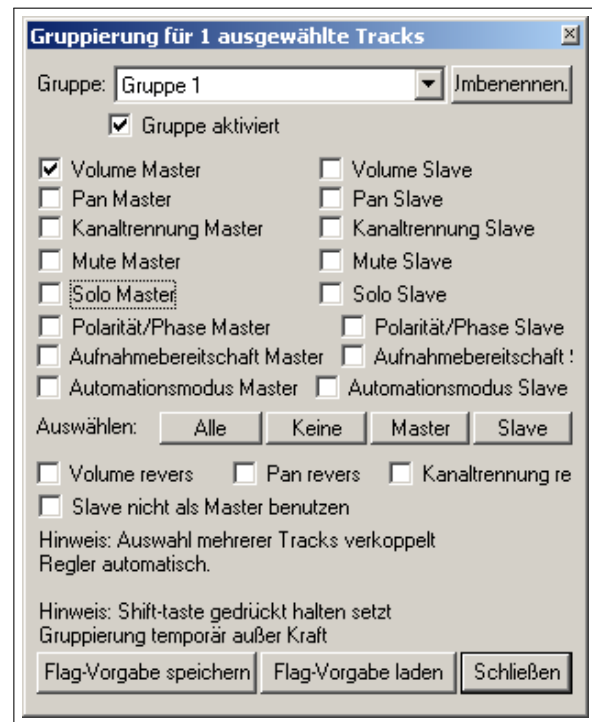 Gruppierung für 1 ausgewählte Tracks
Gruppe: Gruppe 1
Gruppe aktiviert
Volume Master Volume Slave
Pan Master Pan Slave
Kanaltrennung Master Kanaltrennung Slave
Mute Master Mute Slave
Solo Master Solo Slave
Polarität/Phase Master Polarität/Phase Slave
Aufnahmebereitschaft Master Aufnahmebereitschaft
Automationsmodus Master Automationsmodus Slave
Auswählen: Alle Keine Master Slave
Volume revers Pan revers Kanaltrennung re
Slave nicht als Master benutzen
Hinweis: Auswahl mehrerer Tracks verkoppelt
Regler automatisch.
Hinweis: Shift-taste gedrückt halten setzt
Gruppierung temporär außer Kraft
Flag-Vorgabe speichern Flag-Vorgabe laden Schließen